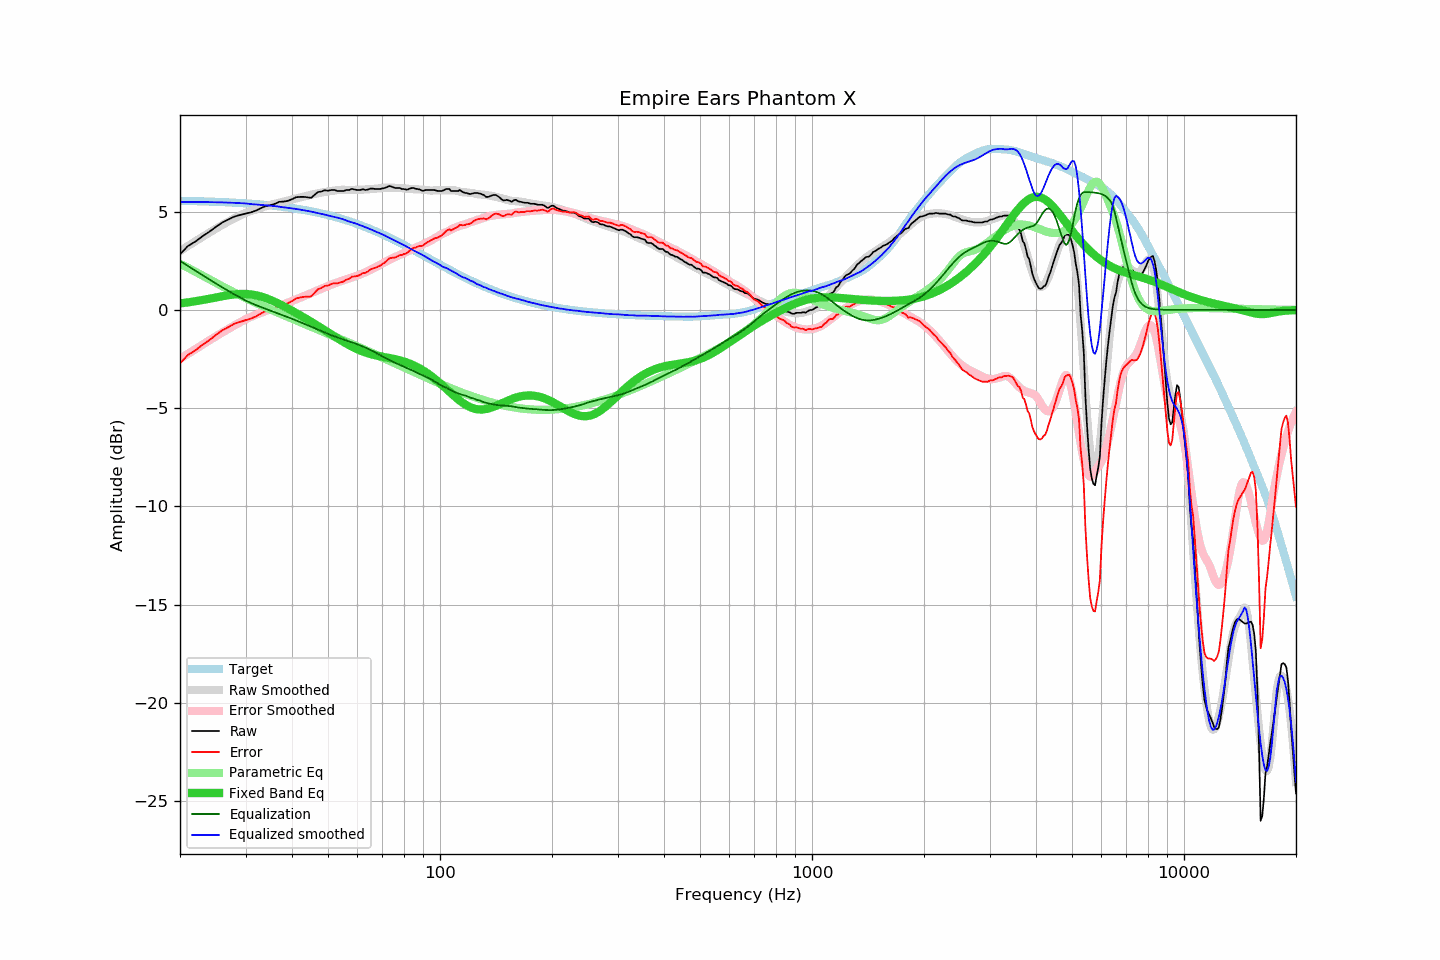 Empire Ears Phantom X
Amplitude (dBr)
5
0
−5
−10
−15
−20
−25
Target
Raw Smoothed
Error Smoothed
Raw
Error
Parametric Eq
Fixed Band Eq
Equalization
Equalized smoothed
100
1000
10000
Frequency (Hz)